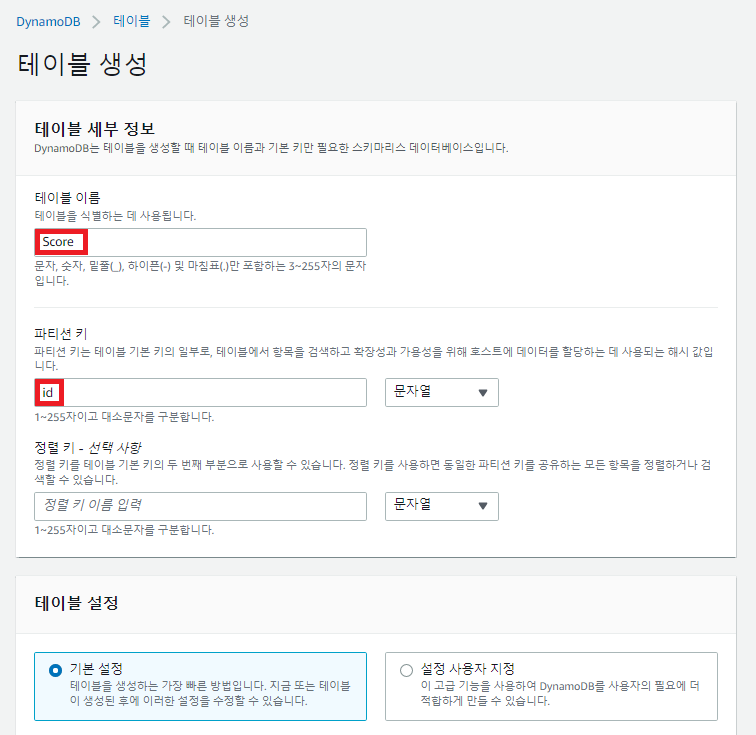 DynamoDB > 테이블 > 테이블 생성
테이블 생성
테이블 세부 정보
DynamoDB는 테이블을 생성할 때 테이블 이름과 기본 키만 필요한 스키마리스 데이터베이스입니다.
테이블 이름
테이블을 식별하는 데 사용됩니다.
Score
문자, 숫자, 밑줄(_), 하이픈(-) 및 마침표(.)만 포함하는 3~255자의 문자
입니다.
파티션 키
파티션 키는 테이블 기본 키의 일부로, 테이블에서 항목을 검색하고 확장성과 가용성을 위해 호스트에 데이터를 할당하는 데 사용되는 해시 값입
니다.
id 문자열
1~255자이고 대소문자를 구분합니다.
정렬 키 - 선택 사항
정렬 키를 테이블 기본 키의 두 번째 부분으로 사용할 수 있습니다. 정렬 키를 사용하면 동일한 파티션 키를 공유하는 모든 항목을 정렬하거나 검
색할 수 있습니다.
정렬 키 이름 입력 문자열
1~255자이고 대소문자를 구분합니다.
테이블 설정
기본 설정
테이블을 생성하는 가장 빠른 방법입니다. 지금 또는 테이블
이 생성된 후에 이러한 설정을 수정할 수 있습니다.
설정 사용자 지정
이 고급 기능을 사용하여 DynamoDB를 사용자의 필요에 더
적합하게 만들 수 있습니다.